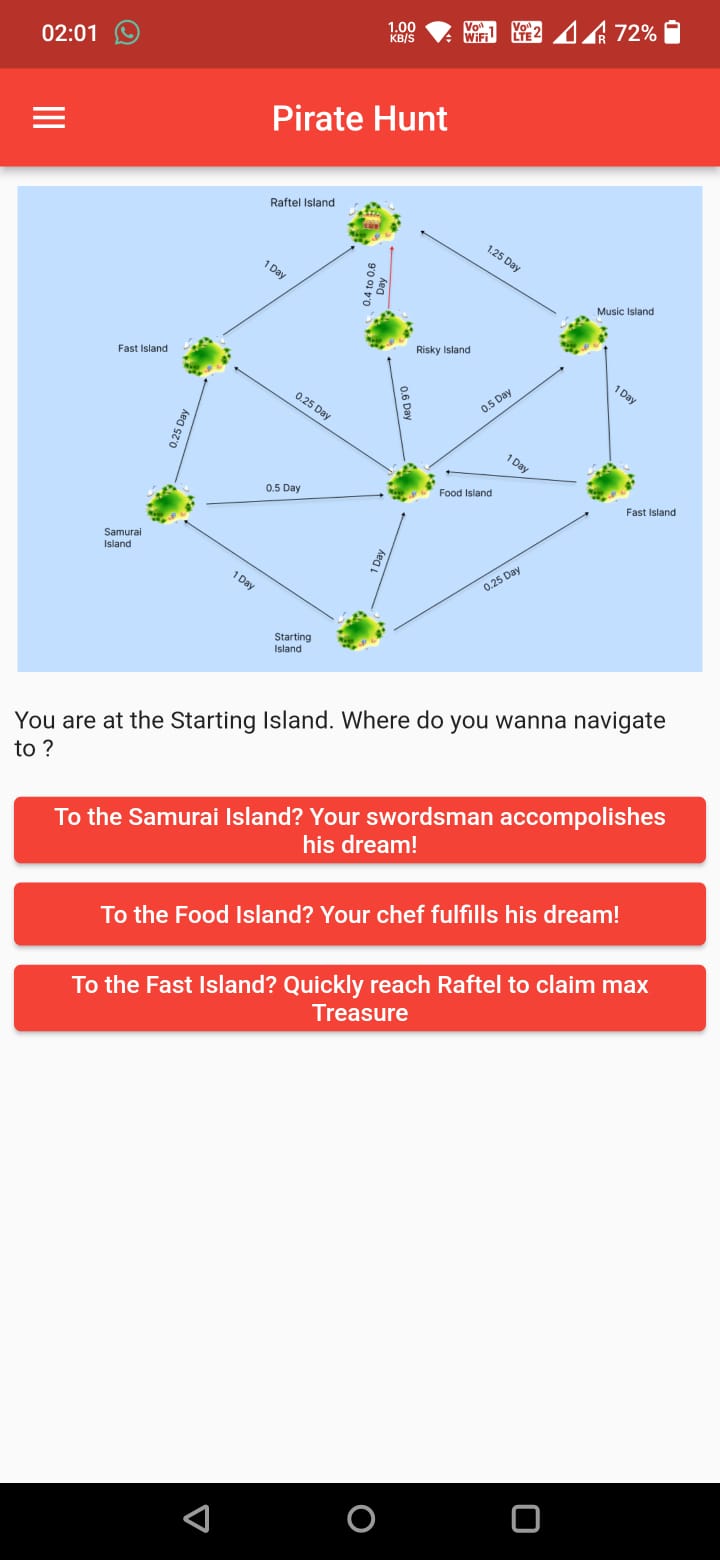 02:01
1.00
KB/S
Vo))
WiFi 1
Vo))
LTE 2
R
72%
Pirate Hunt
Raftel Island
1 Day
0.4 to 0.6
Day
1.25 Day
Music Island
Fast Island
Risky Island
0.25 Day
0.25 Day
0.6 Day
0.5 Day
1 Day
0.5 Day
1 Day
Food Island
Fast Island
Samurai
Island
1 Day
1 Day
0.25 Day
Starting
Island
You are at the Starting Island. Where do you wanna navigate
to ?
To the Samurai Island? Your swordsman accompolishes
his dream!
To the Food Island? Your chef fulfills his dream!
To the Fast Island? Quickly reach Raftel to claim max
Treasure